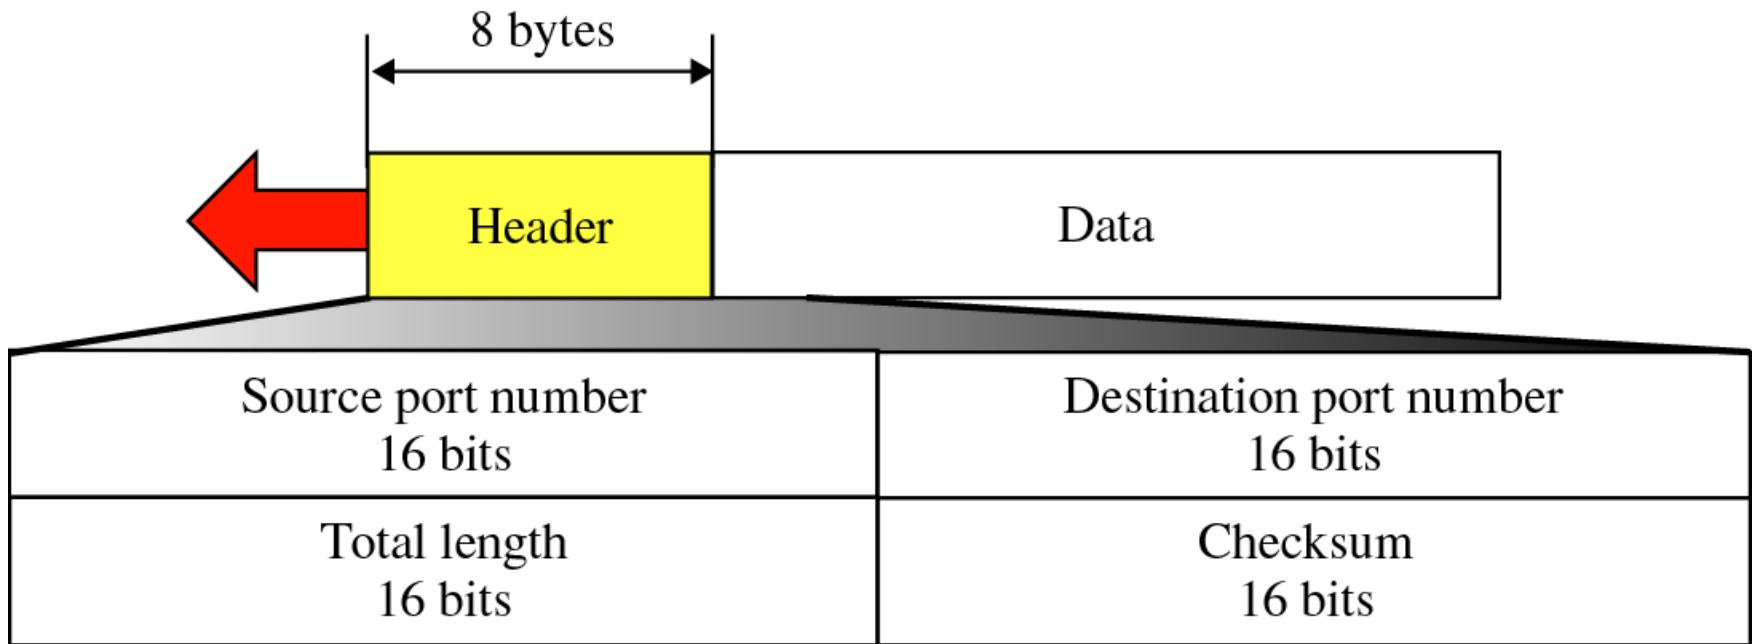 8 bytes
Header
Data
Source port number
16 bits
Destination port number
16 bits
Total length
16 bits
Checksum
16 bits